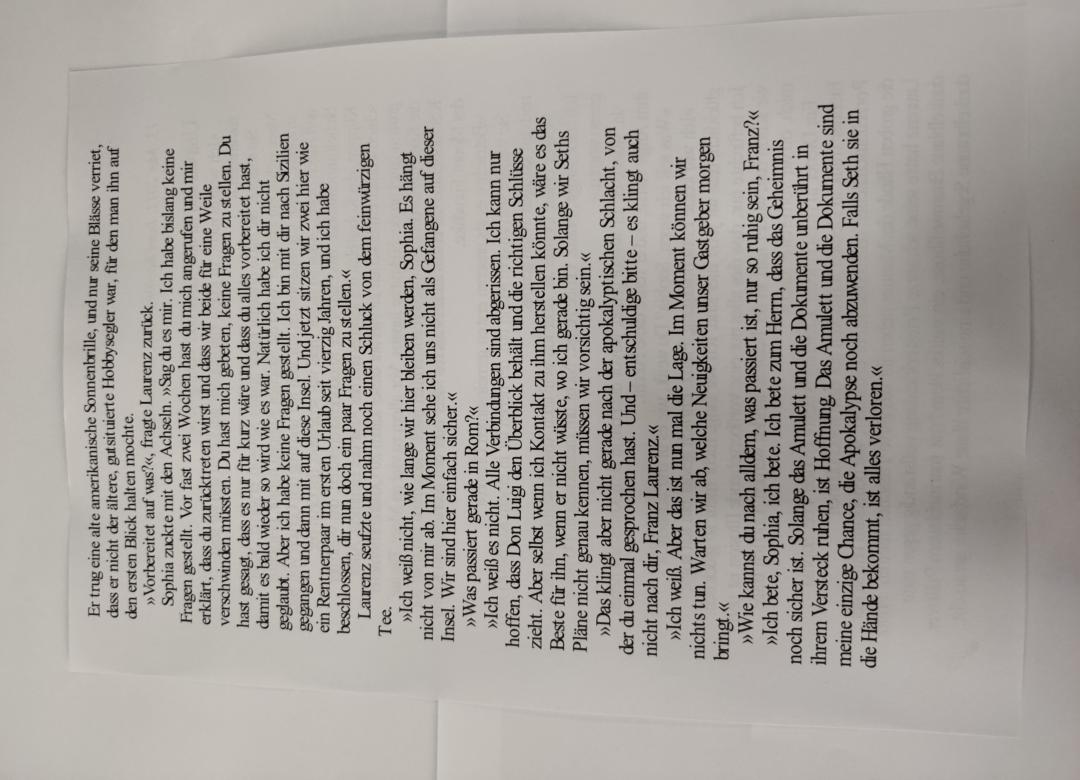 Er trug eine alte amerikanische Sonnenbrille, und nur seine Blässe verriet,
dass er nicht der ältere, gutsituierte Hobbysegler war, für den man ihn auf
den ersten Blick halten mochte.
»Vorbereitet auf was?«, fragte Laurenz zurück.
Sophia zuckte mit den Achseln. »Sag du es mir. Ich habe bislang keine
Fragen gestellt. Vor fast zwei Wochen hast du mich angerufen und mir
erklärt, dass du zurücktreten wirst und dass wir beide für eine Weile
verschwinden müssten. Du hast mich gebeten, keine Fragen zu stellen. Du
hast gesagt, dass es nur für kurz wäre und dass du alles vorbereitet hast,
damit es bald wieder so wird wie es war. Natürlich habe ich dir nicht
geglaubt. Aber ich habe keine Fragen gestellt. Ich bin mit dir nach Sizilien
gegangen und dann mit auf diese Insel. Und jetzt sitzen wir zwei hier wie
ein Rentnerpaar im ersten Urlaub seit vierzig Jahren, und ich habe
beschlossen, dir nun doch ein paar Fragen zu stellen.«
Laurenz seufzte und nahm noch einen Schluck von dem feinwürzigen
Tee.
»Ich weiß nicht, wie lange wir hier bleiben werden, Sophia. Es hängt
nicht von mir ab. Im Moment sehe ich uns nicht als Gefangene auf dieser
Insel. Wir sind hier einfach sicher.«
»Was passiert gerade in Rom?«
»Ich weiß es nicht. Alle Verbindungen sind abgerissen. Ich kann nur
hoffen, dass Don Luigi den Überblick behält und die richtigen Schlüsse
zieht. Aber selbst wenn ich Kontakt zu ihm herstellen könnte, wäre es das
Beste für ihn, wenn er nicht wüsste, wo ich gerade bin. Solange wir Seths
Pläne nicht genau kennen, müssen wir vorsichtig sein.«
»Das klingt aber nicht gerade nach der apokalyptischen Schlacht, von
der du einmal gesprochen hast. Und – entschuldige bitte – es klingt auch
nicht nach dir, Franz Laurenz.«
»Ich weiß. Aber das ist nun mal die Lage. Im Moment können wir
nichts tun. Warten wir ab, welche Neuigkeiten unser Gastgeber morgen
bringt.«
»Wie kannst du nach alldem, was passiert ist, nur so ruhig sein, Franz?«
»Ich bete, Sophia, ich bete. Ich bete zum Herrn, dass das Geheimnis
noch sicher ist. Solange das Amulett und die Dokumente unberührt in
ihrem Versteck ruhen, ist Hoffnung. Das Amulett und die Dokumente sind
meine einzige Chance, die Apokalypse noch abzuwenden. Falls Seth sie in
die Hände bekommt, ist alles verloren.«